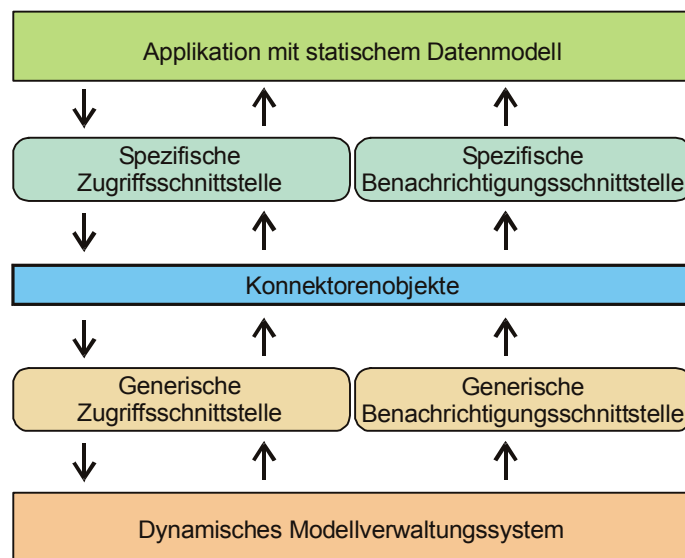 Applikation mit statischem Datenmodell
Spezifische
Zugriffsschnittstelle
Spezifische
Benachrichtigungsschnittstelle
Konnektorenobjekte
Generische
Zugriffsschnittstelle
Generische
Benachrichtigungsschnittstelle
Dynamisches Modellverwaltungssystem